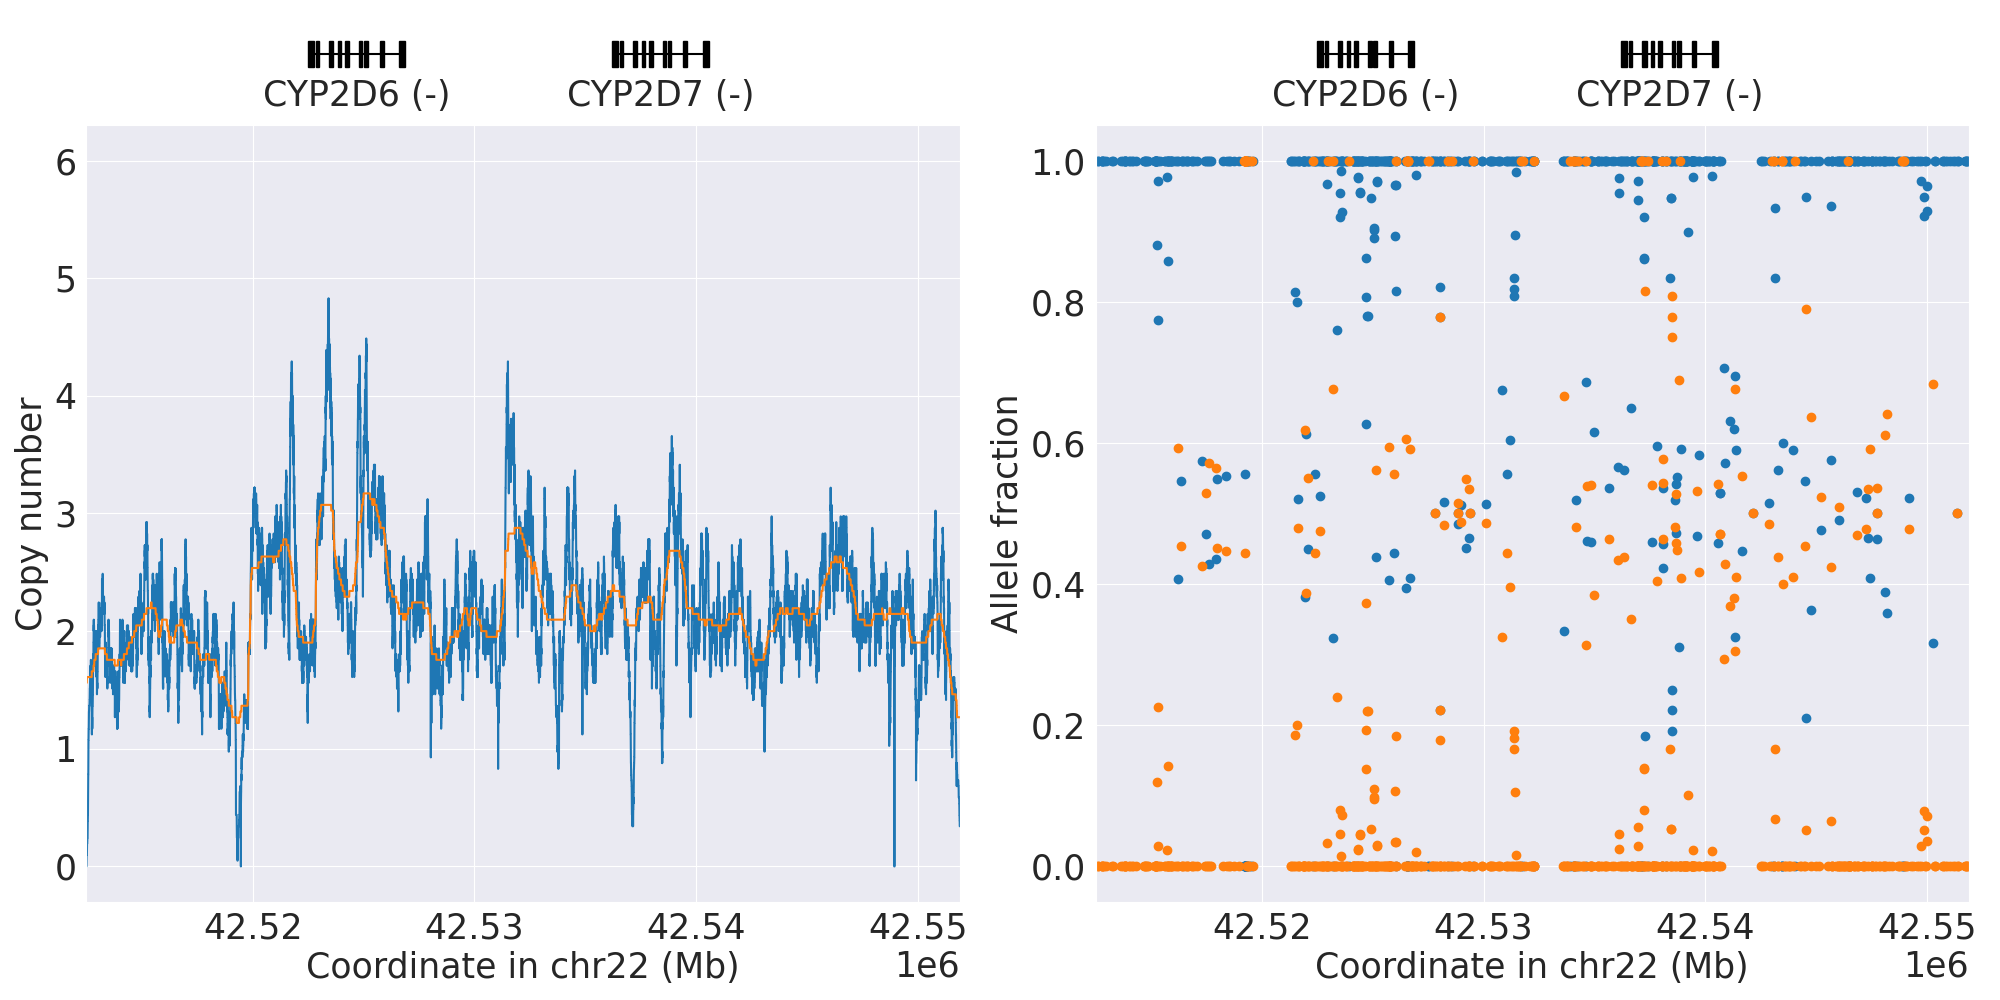 CYP2D6 (-) CYP2D7 (-)
Copy number
6
5
4
3
2
1
0
42.52 42.53 42.54 42.55
Coordinate in chr22 (Mb) 1e6
CYP2D6 (-) CYP2D7 (-)
Allele fraction
1.0
0.8
0.6
0.4
0.2
0.0
42.52 42.53 42.54 42.55
Coordinate in chr22 (Mb) 1e6